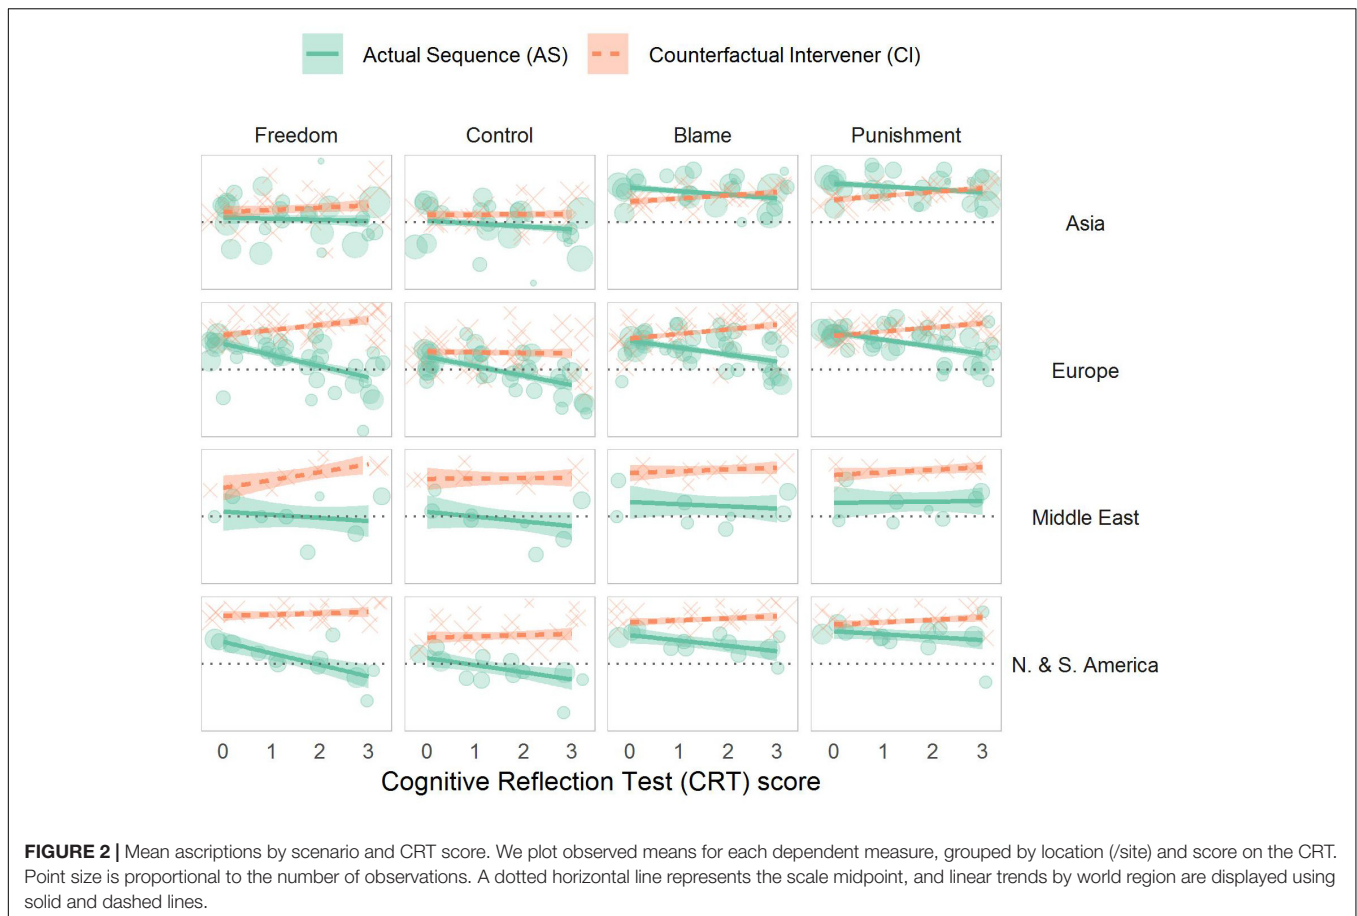 Actual Sequence (AS) Counterfactual Intervener (CI)
Freedom Control Blame Punishment
Asia
Europe
Middle East
N. & S. America
0 1 2 3 0 1 2 3 0 1 2 3 0 1 2 3
Cognitive Reflection Test (CRT) score
FIGURE 2 | Mean ascriptions by scenario and CRT score. We plot observed means for each dependent measure, grouped by location (/site) and score on the CRT.
Point size is proportional to the number of observations. A dotted horizontal line represents the scale midpoint, and linear trends by world region are displayed using
solid and dashed lines.